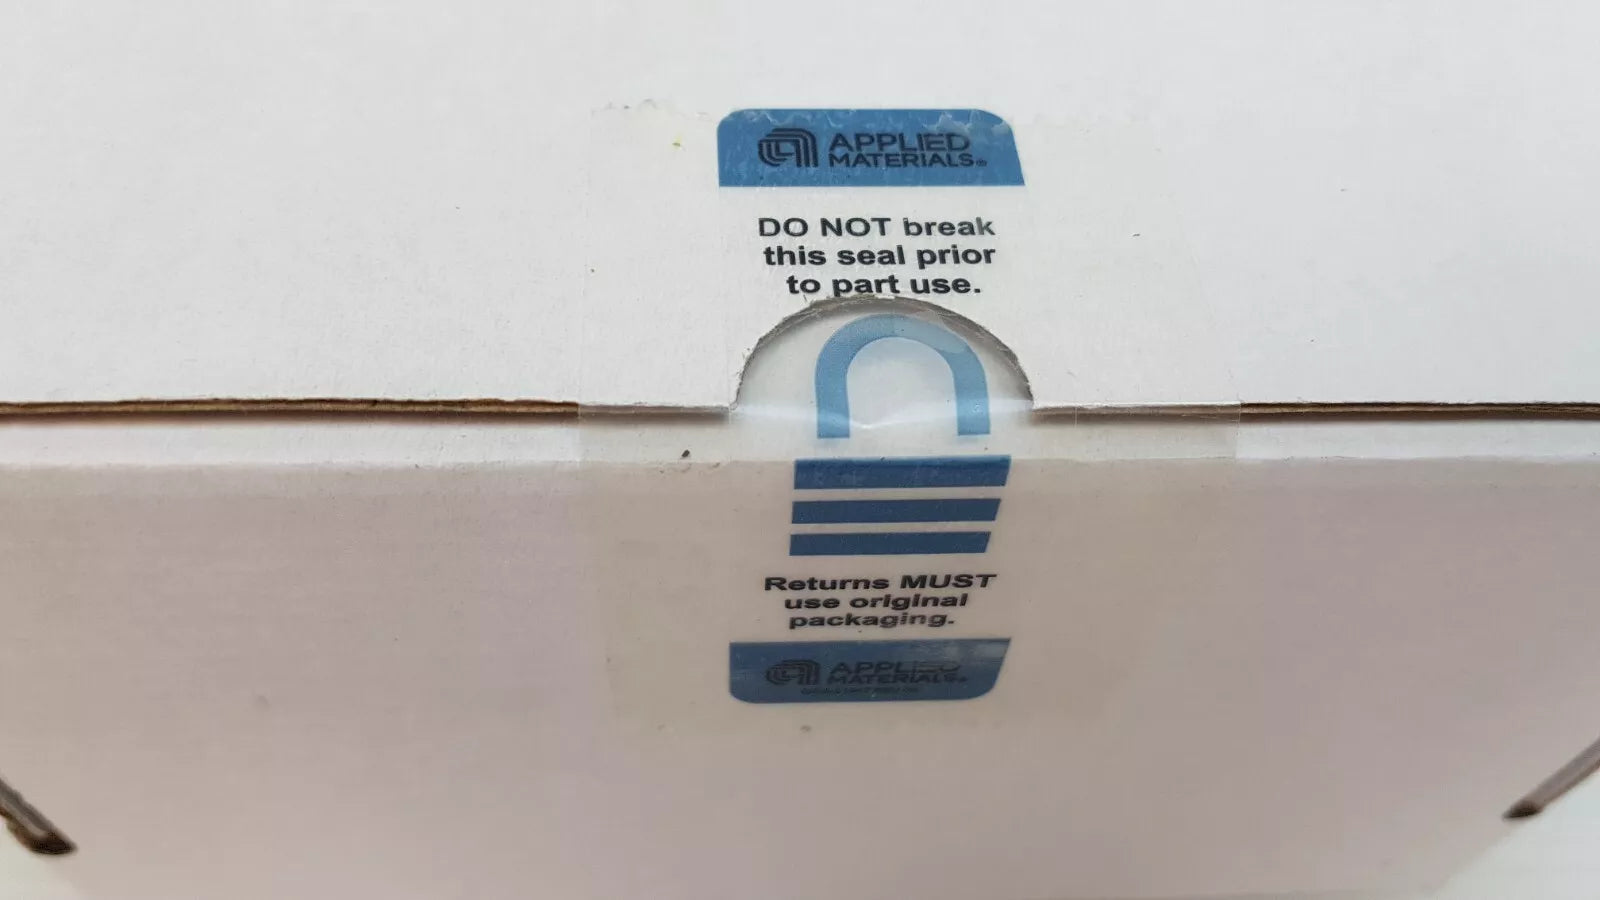 APPLIED
MATERIALS®
DO NOT break
this seal prior
to part use.
Returns MUST
use original
packaging.
APPLIED
MATERIALS®